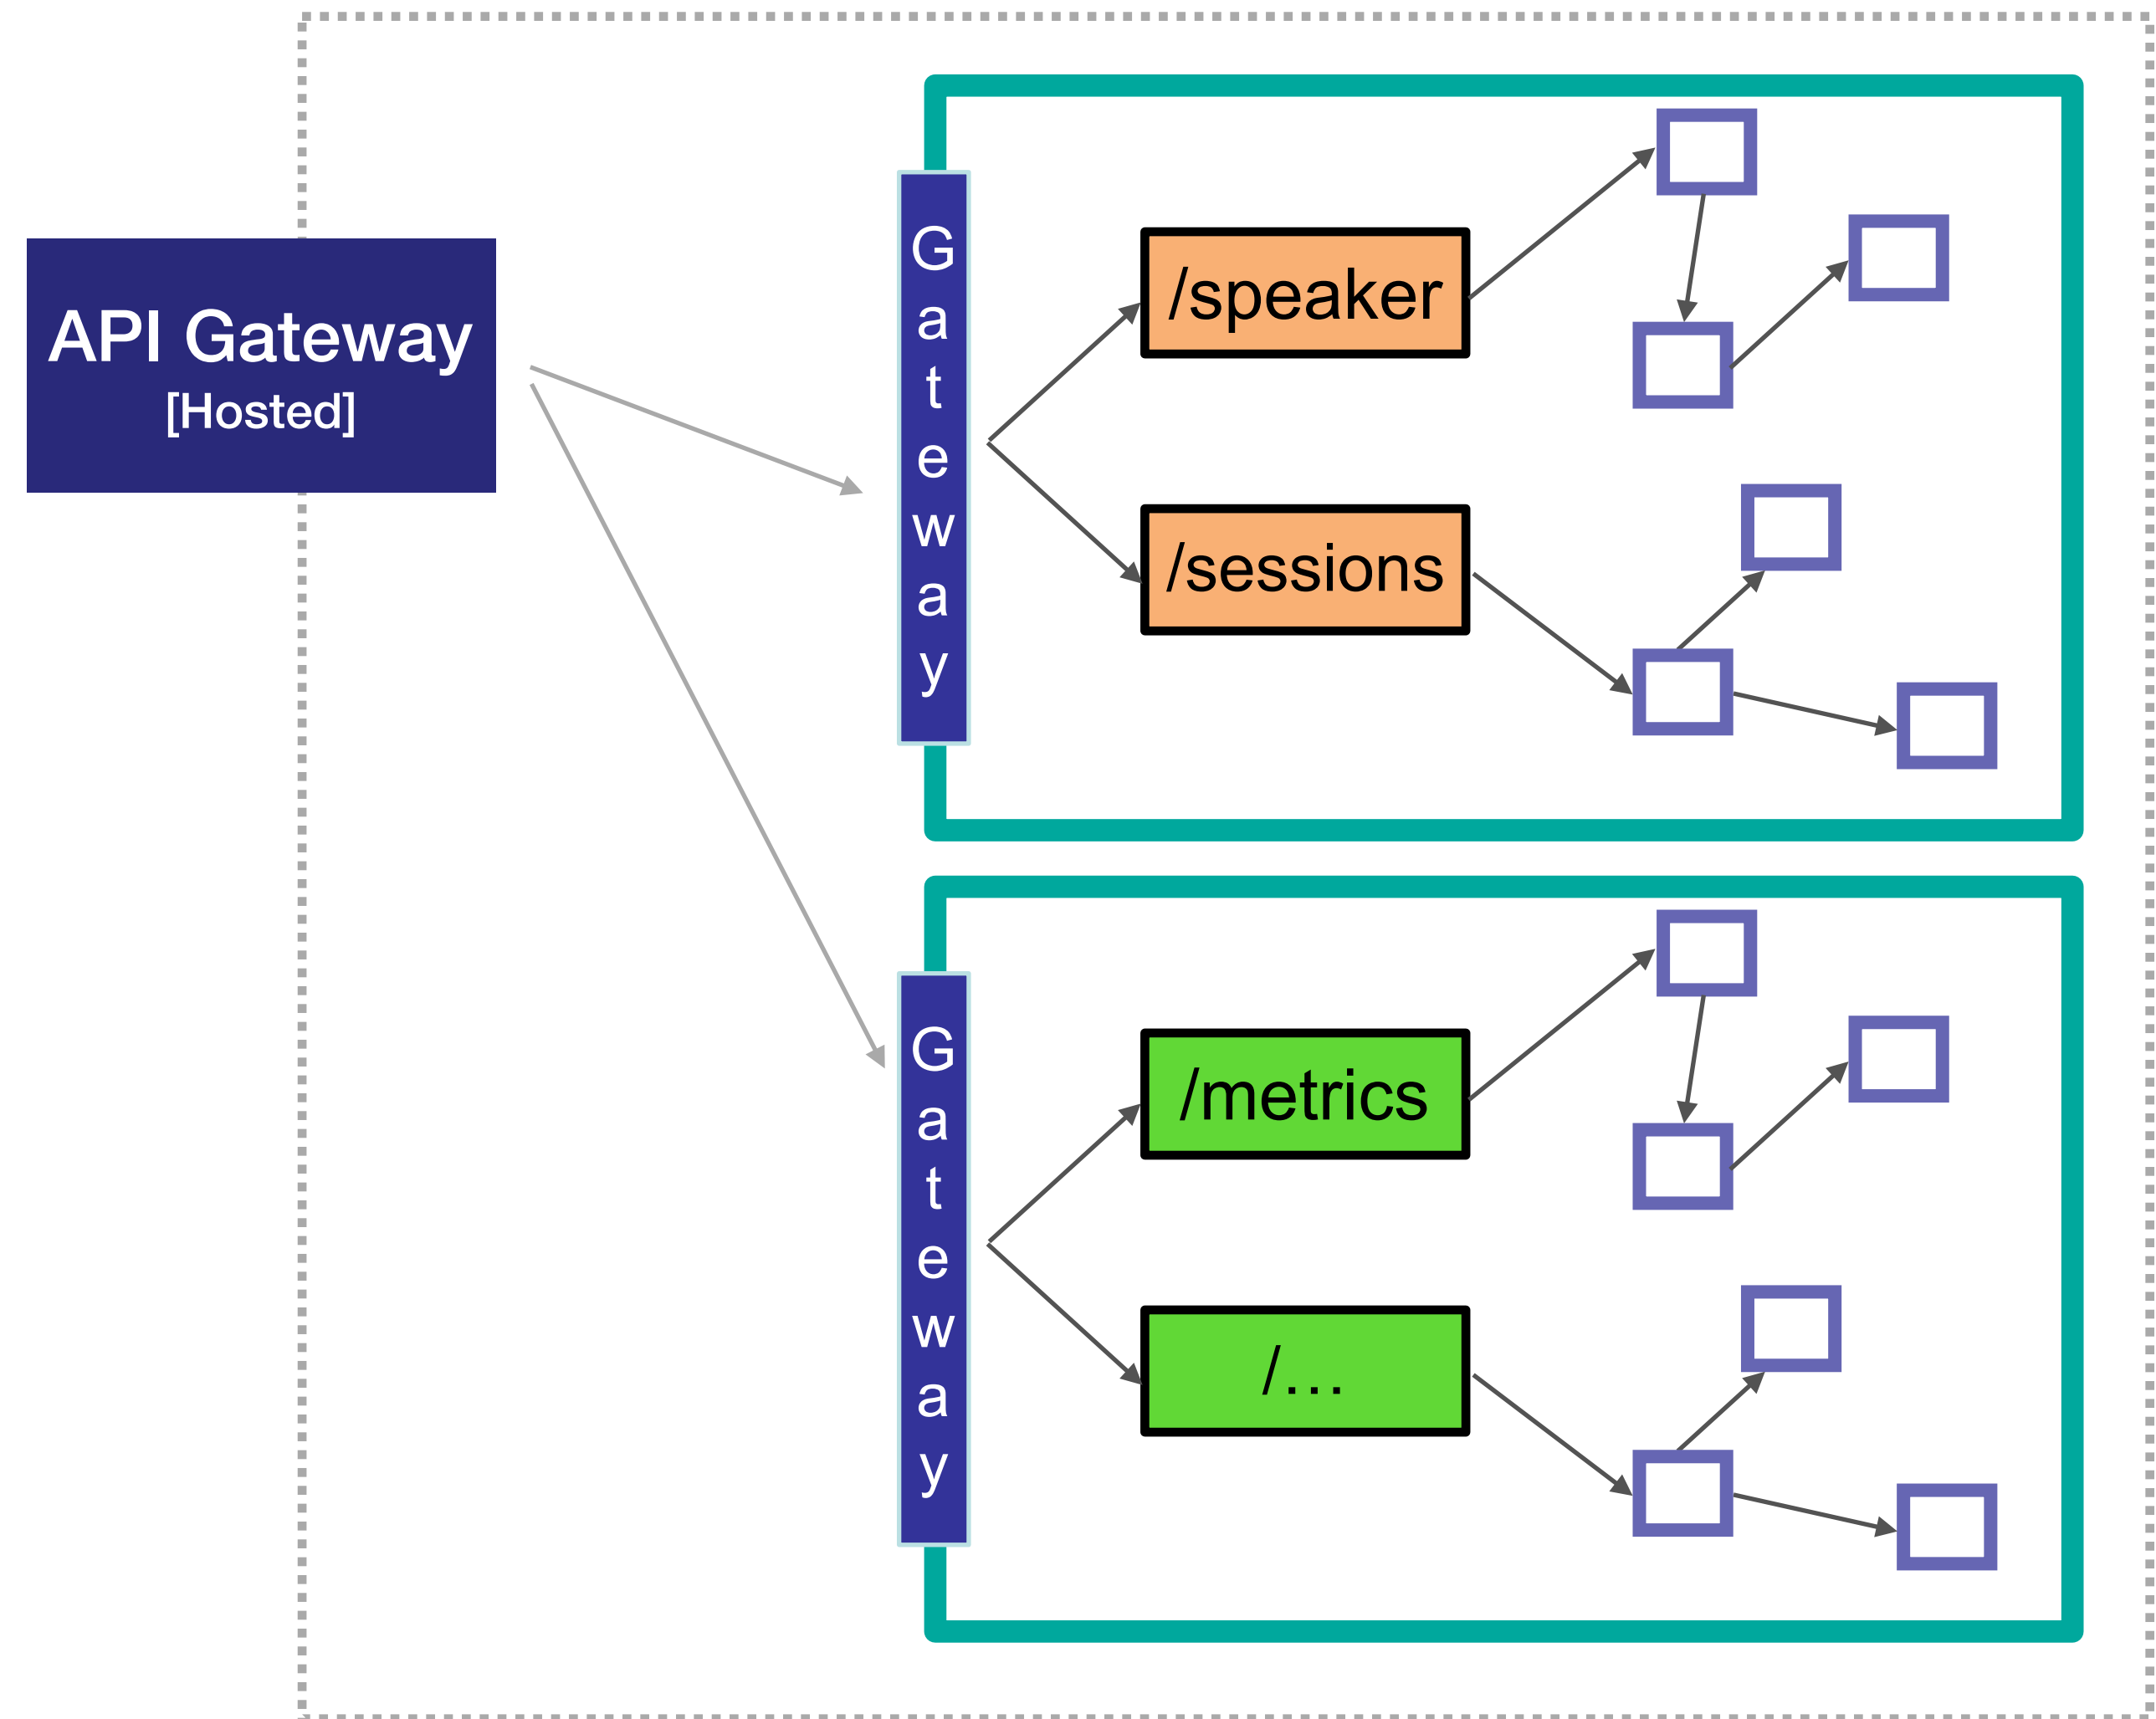 API Gateway
[Hosted]
G
a
t
e
w
a
y
/speaker
/sessions
G
a
t
e
w
a
y
/metrics
/...